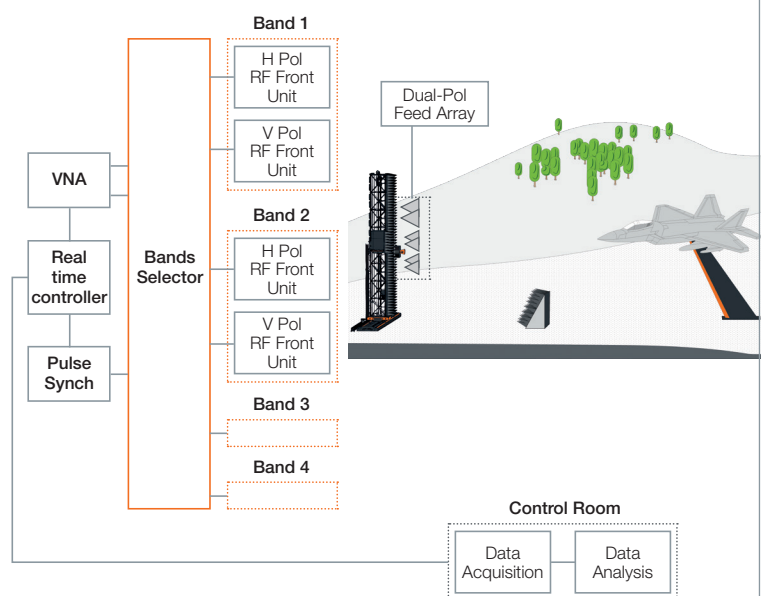 Band 1
H Pol
RF Front
Unit
V Pol
RF Front
Unit
Dual-Pol
Feed Array
VNA
Band 2
Real
time
controller
Bands
Selector
H Pol
RF Front
Unit
V Pol
RF Front
Unit
Pulse
Synch
Band 3
Band 4
Control Room
Data
Acquisition
Data
Analysis